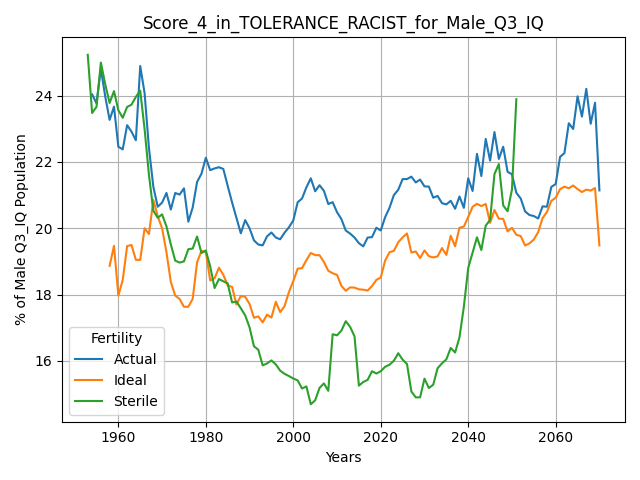 Score_4_in_TOLERANCE_RACIST_for_Male_Q3_IQ
% of Male Q3_IQ Population
24
22
20
18
16
Fertility
Actual
Ideal
Sterile
1960 1980 2000 2020 2040 2060
Years